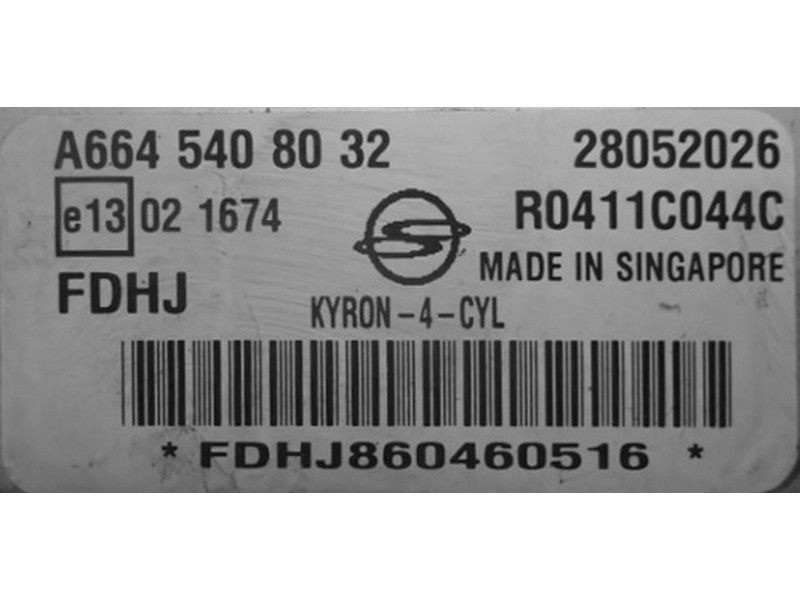 A664 540 80 32 28052026
e13 02 1674 R0411C044C
MADE IN SINGAPORE
FDHJ
KYRON-4-CYL
* FDHJ860460516 *